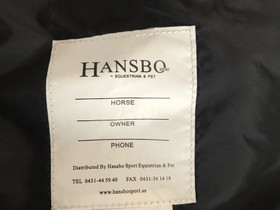 HANSBO
- EQUESTRIAN & PET
HORSE
OWNER
PHONE
Distributed By Hansbo Sport Equestrian & Pet
TEL 0431-44 59 40 FAX 0431-36 14 18
www.hansbosport.se